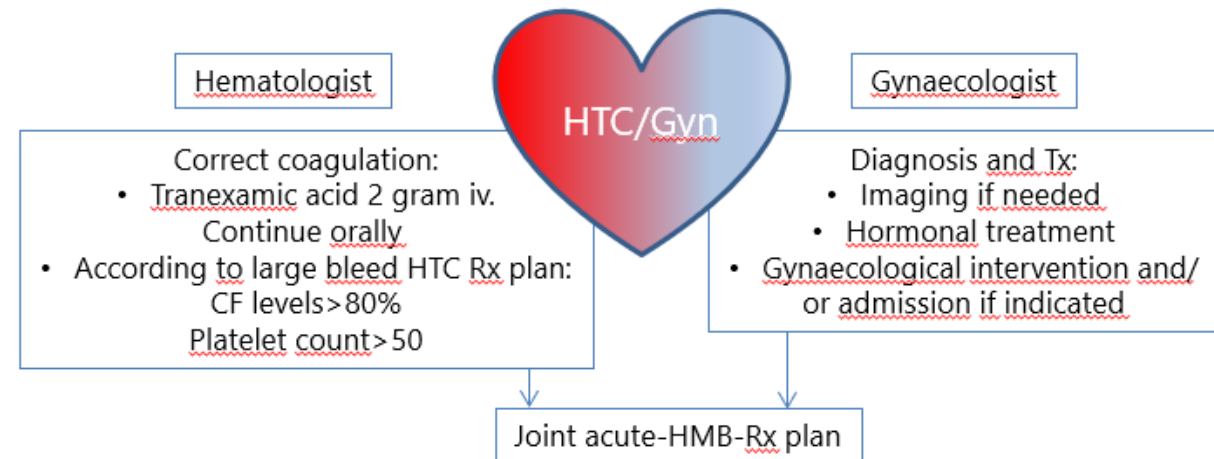 Hematologist
HTC/Gyn
Gynaecologist
Correct coagulation:
• Tranexamic acid 2 gram iv.
Continue orally
• According to large bleed HTC Rx plan:
CF levels>80%
Platelet count>50
Diagnosis and Tx:
• Imaging if needed
• Hormonal treatment
• Gynaecological intervention and/
or admission if indicated
Joint acute-HMB-Rx plan